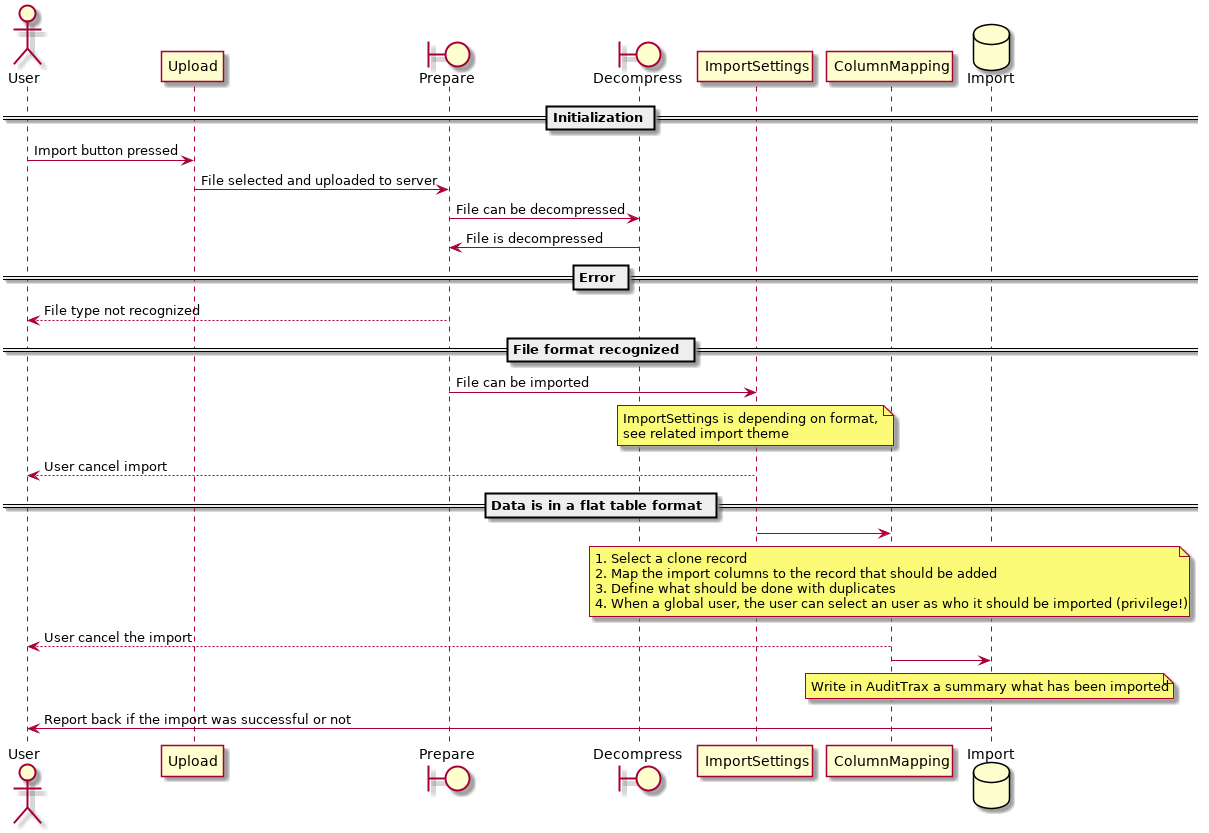 User
Upload
Prepare
Decompress
ImportSettings
ColumnMapping
Import
Initialization
Import button pressed
File selected and uploaded to server
File can be decompressed
File is decompressed
Error
File type not recognized
File format recognized
File can be imported
ImportSettings is depending on format,
see related import theme
User cancel import
Data is in a flat table format
1. Select a clone record
2. Map the import columns to the record that should be added
3. Define what should be done with duplicates
4. When a global user, the user can select an user as who it should be imported (privilege!)
User cancel the import
Write in AuditTrax a summary what has been imported
Report back if the import was successful or not
User
Upload
Prepare
Decompress
ImportSettings
ColumnMapping
Import